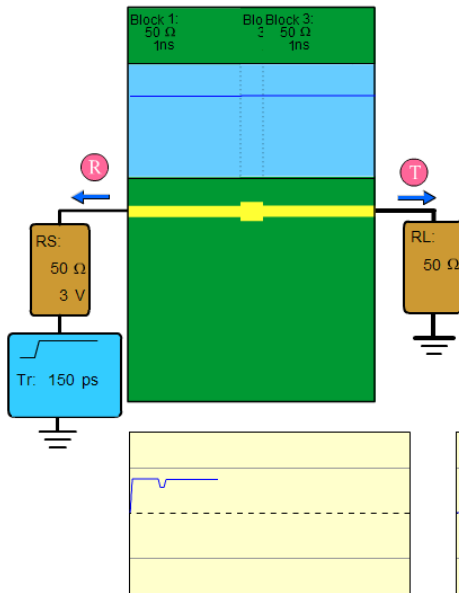 Block 1:
50 Ω
1ns
Block 3:
50 Ω
1ns
R
T
RS:
50 Ω
3 V
RL:
50 Ω
Tr: 150 ps